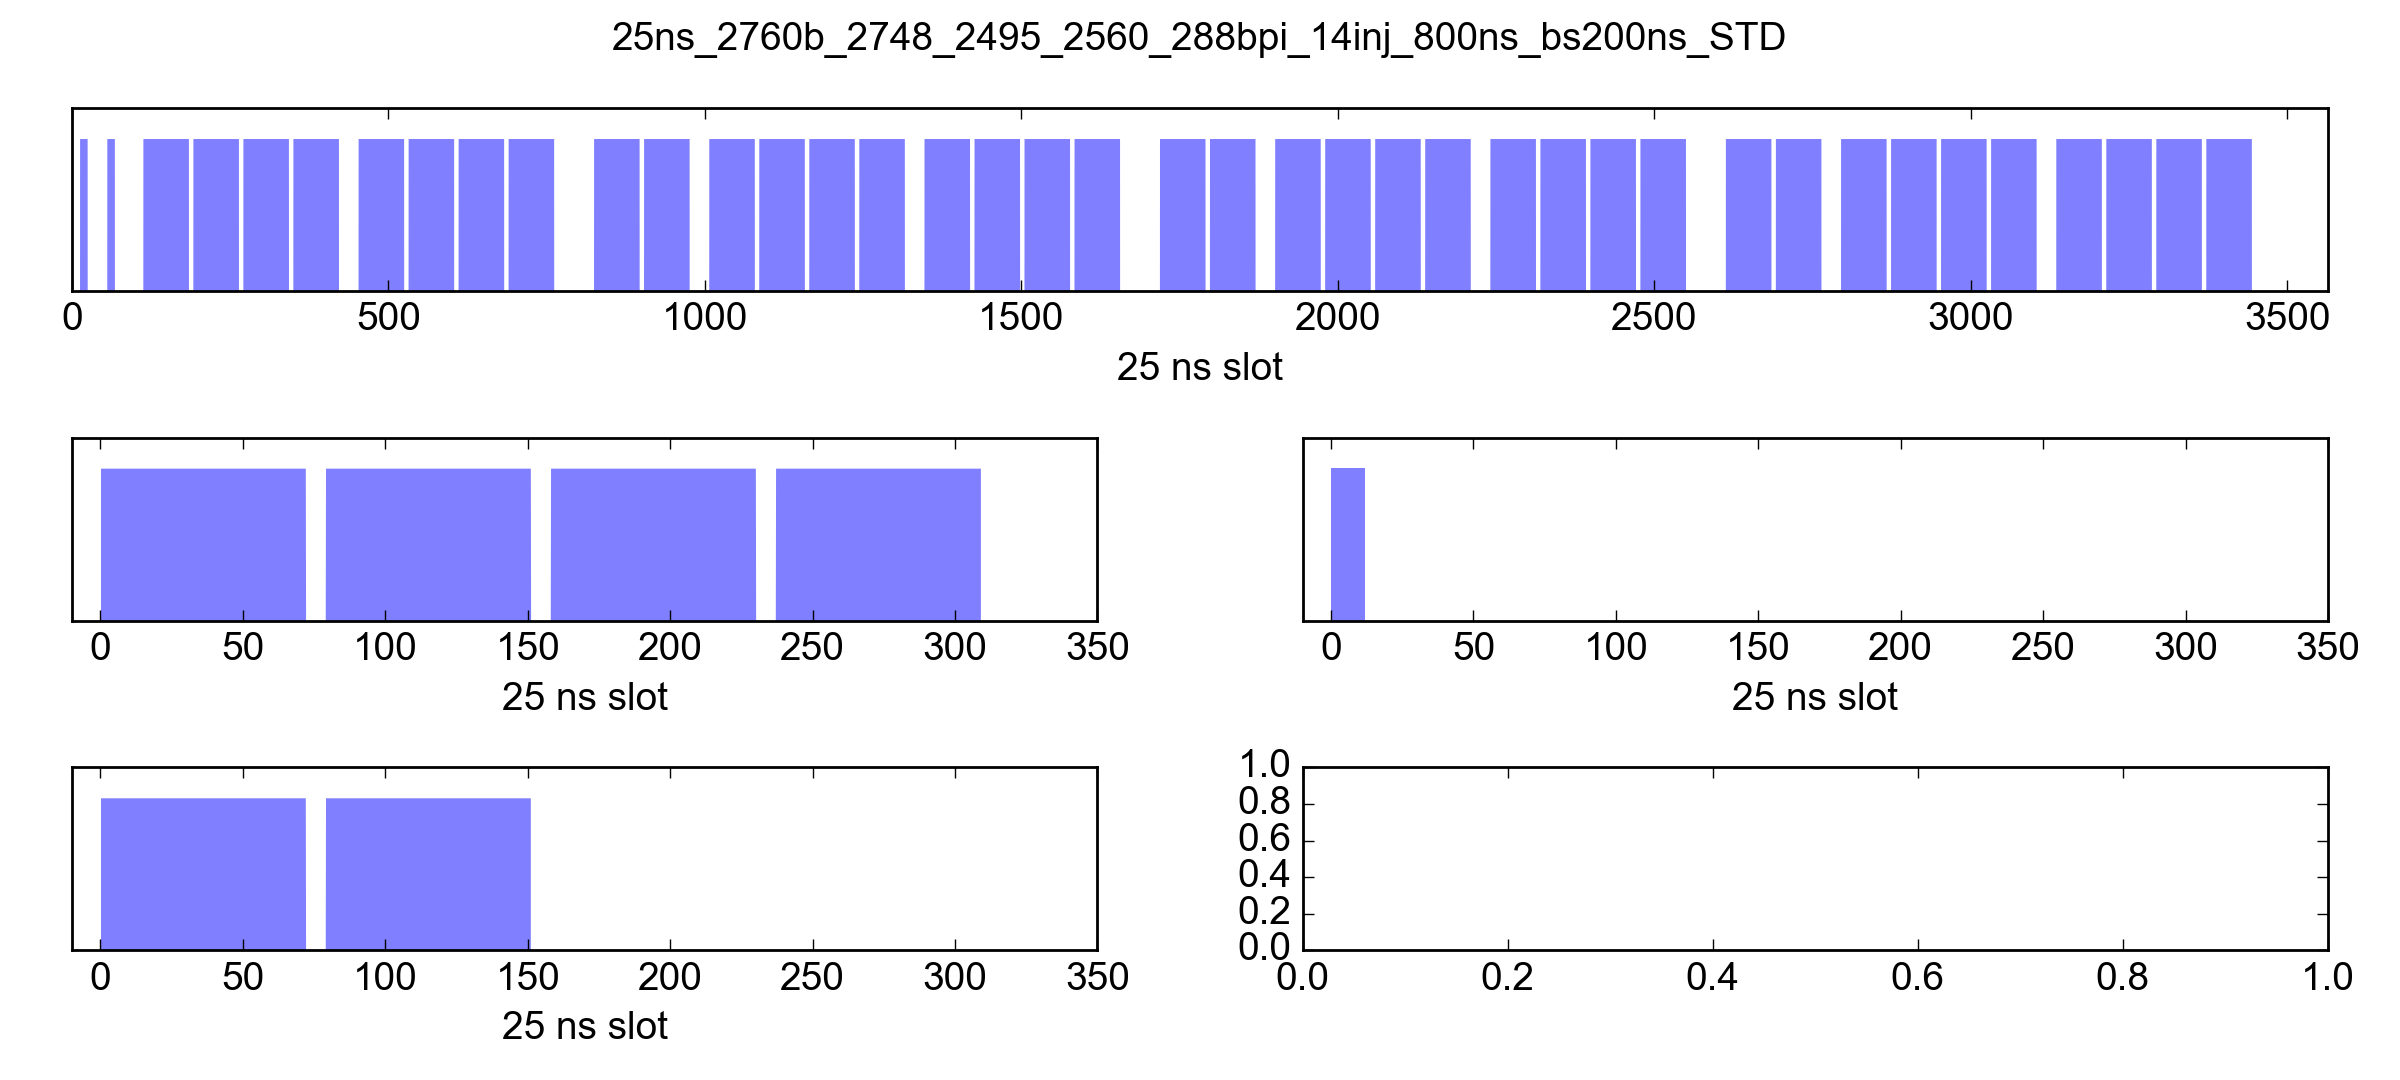 25ns_2760b_2748_2495_2560_288bpi_14inj_800ns_bs200ns_STD
0 500 1000 1500 2000 2500 3000 3500
25 ns slot
0 50 100 150 200 250 300 350
25 ns slot
0 50 100 150 200 250 300 350
25 ns slot
0 50 100 150 200 250 300 350
25 ns slot
1.0
0.8
0.6
0.4
0.2
0.0
0.0 0.2 0.4 0.6 0.8 1.0